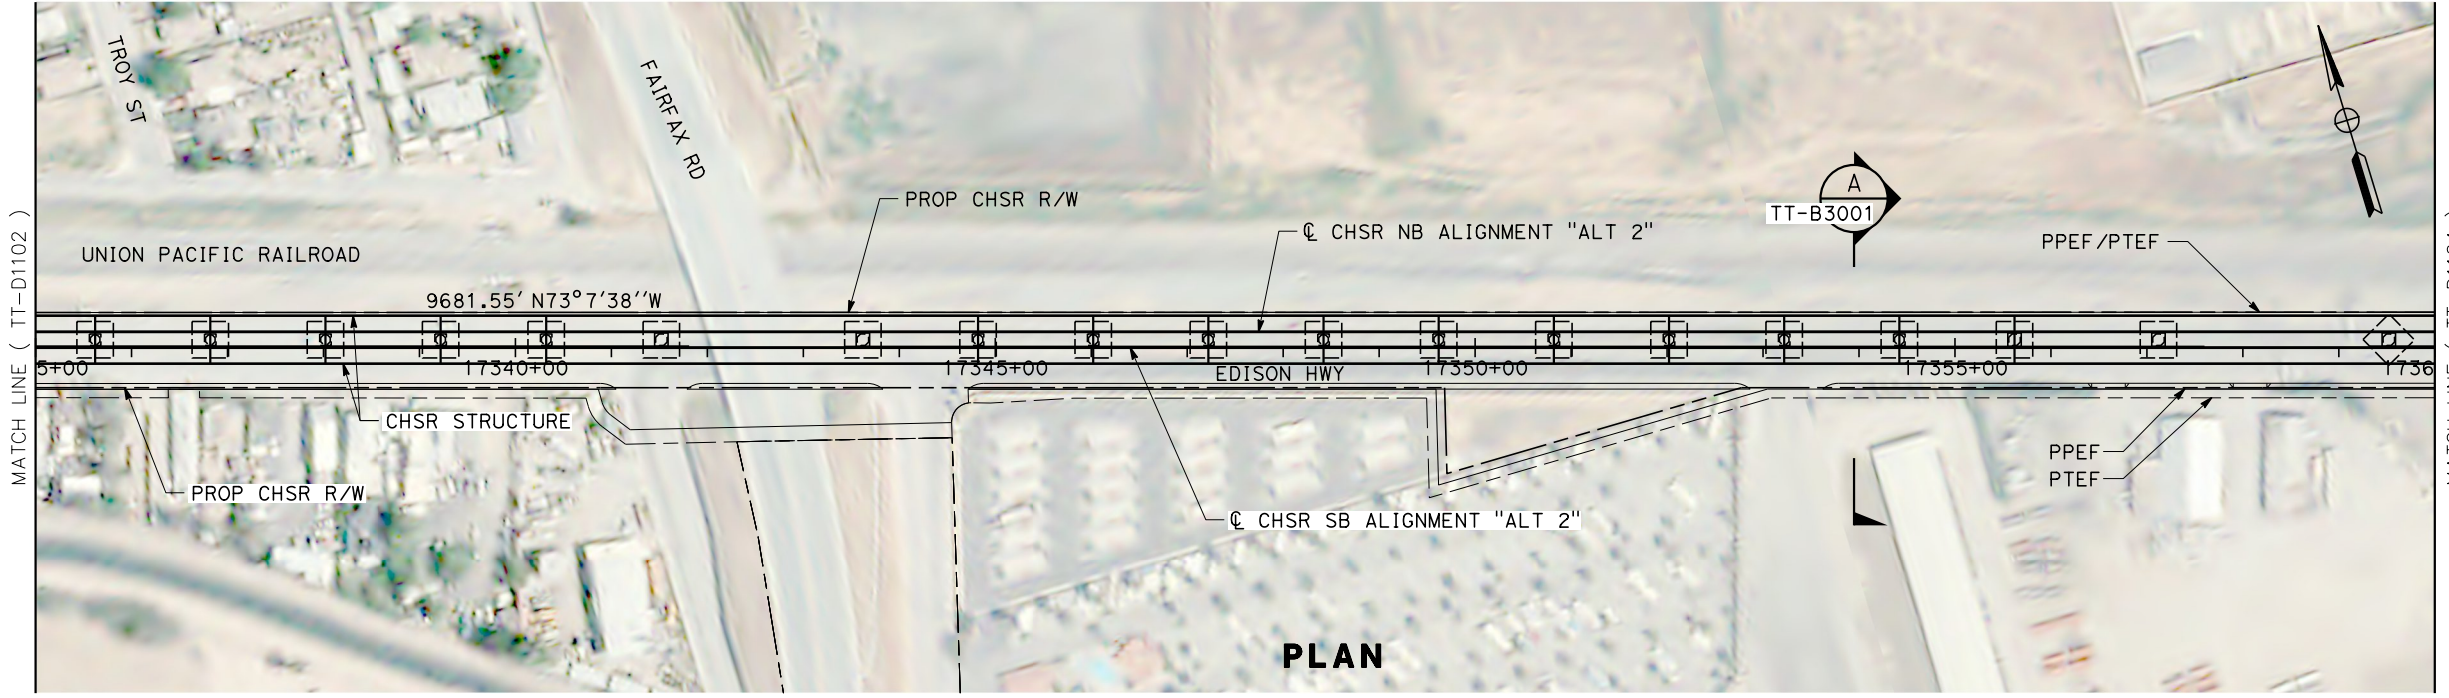 TROY ST
FAIRFAX RD
PROP CHSR R/W
℄ CHSR NB ALIGNMENT "ALT 2"
A
TT-B3001
PPEF/PTEF
UNION PACIFIC RAILROAD
9681.55' N73°7'38''W
MATCH LINE ( TT-D1102 )
5+00
17340+00
17345+00
17350+00
17355+00
1736
EDISON HWY
CHSR STRUCTURE
PROP CHSR R/W
℄ CHSR SB ALIGNMENT "ALT 2"
PPEF
PTEF
PLAN